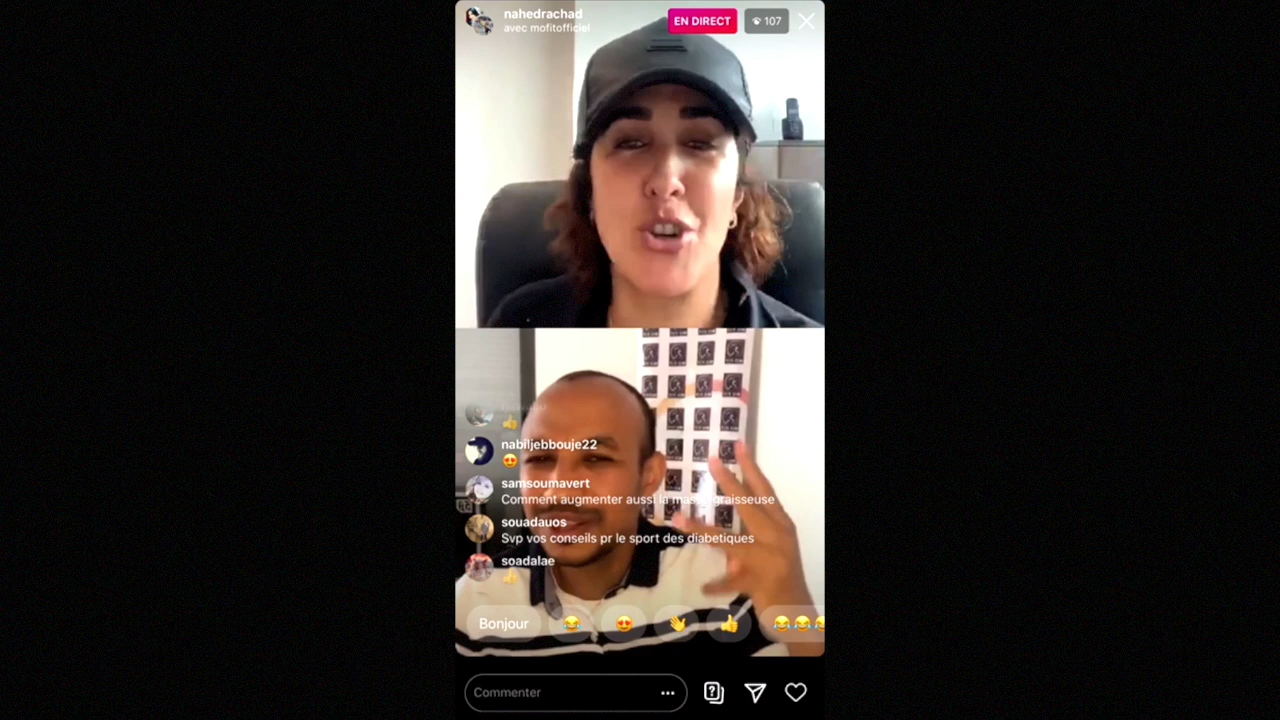 nahedrachad
avec mofitofficiel
EN DIRECT
107
👍
nabiljebbouje22
😍
samsoumavert
Comment augmenter aussi la masse graisseuse
souadauos
Svp vos conseils pr le sport des diabetiques
soadalae
👍
Bonjour 😂 😍 👋 👍 😂😂😂
Commenter